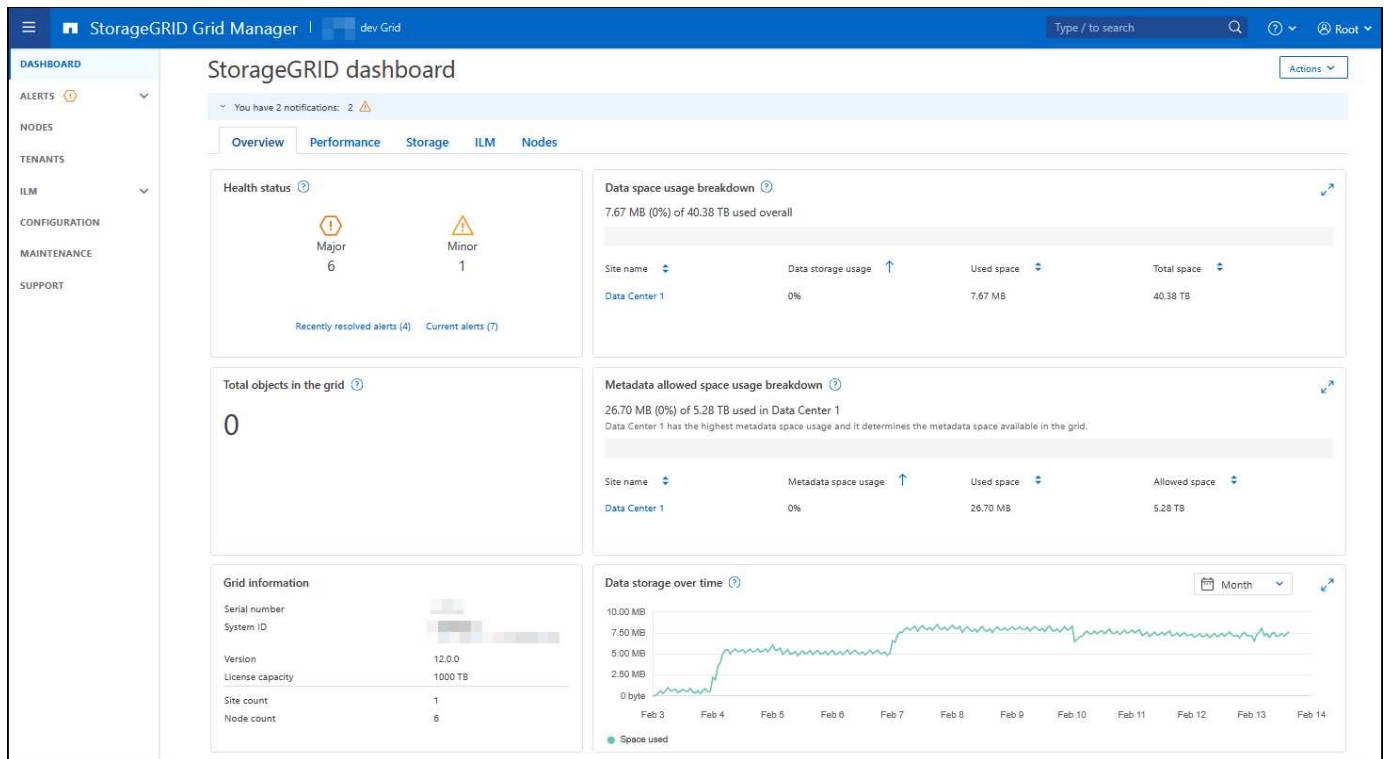 StorageGRID Grid Manager
dev Grid
Type / to search
Root
DASHBOARD
ALERTS
NODES
TENANTS
ILM
CONFIGURATION
MAINTENANCE
SUPPORT
StorageGRID dashboard
Actions
You have 2 notifications: 2
Overview Performance Storage ILM Nodes
Health status
Major Minor
6 1
Recently resolved alerts (4) Current alerts (7)
Data space usage breakdown
7.67 MB (0%) of 40.38 TB used overall
Site name Data storage usage Used space Total space
Data Center 1 0% 7.67 MB 40.38 TB
Total objects in the grid
0
Metadata allowed space usage breakdown
26.70 MB (0%) of 5.28 TB used in Data Center 1
Data Center 1 has the highest metadata space usage and it determines the metadata space available in the grid.
Site name Metadata space usage Used space Allowed space
Data Center 1 0% 26.70 MB 5.28 TB
Grid information
Serial number
System ID
Version 12.0.0
License capacity 1000 TB
Site count 1
Node count 6
Data storage over time
Month
10.00 MB
7.50 MB
5.00 MB
2.50 MB
0 byte
Feb 3 Feb 4 Feb 5 Feb 6 Feb 7 Feb 8 Feb 9 Feb 10 Feb 11 Feb 12 Feb 13 Feb 14
Space used